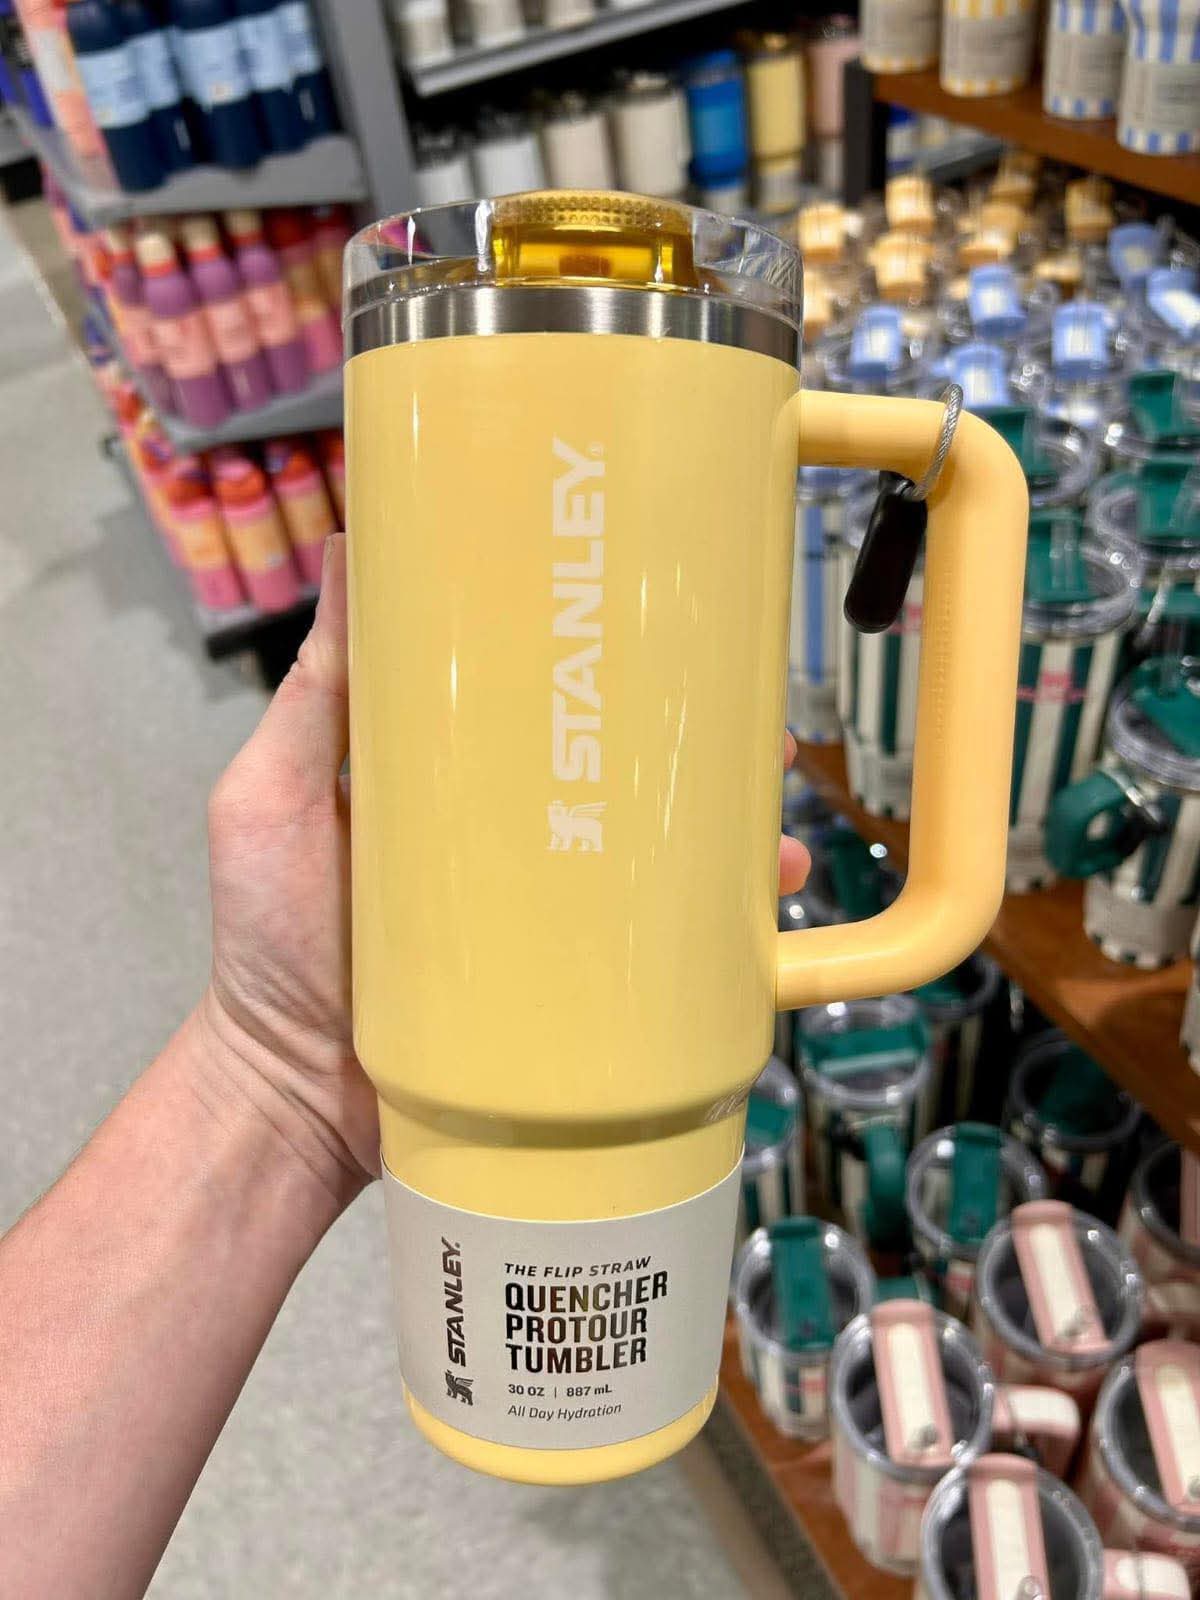 STANLEY®
STANLEY®
THE FLIP STRAW
QUENCHER
PROTOUR
TUMBLER
30 OZ | 887 mL
All Day Hydration